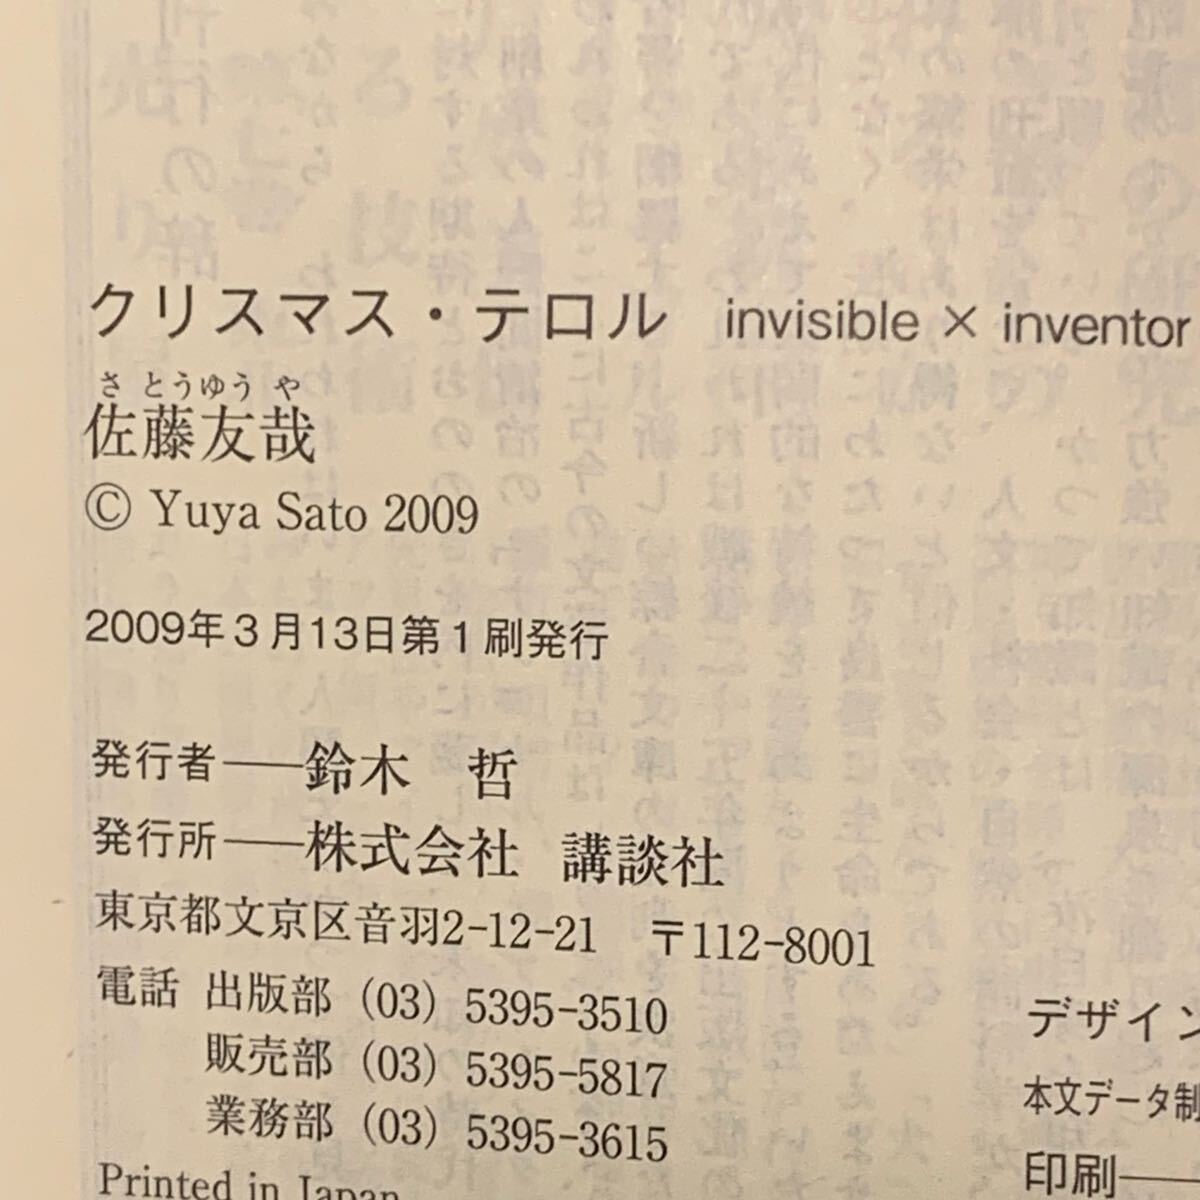 クリスマス・テロル invisible × inventor
さ とうゆう や
佐藤友哉
© Yuya Sato 2009
2009年3月13日第1刷発行
発行者——鈴木 哲
発行所——株式会社 講談社
東京都文京区音羽2-12-21 〒112-8001
電話 出版部 (03) 5395-3510
販売部 (03) 5395-5817
業務部 (03) 5395-3615
Printed in Japan
デザイン
本文データ制
印刷—